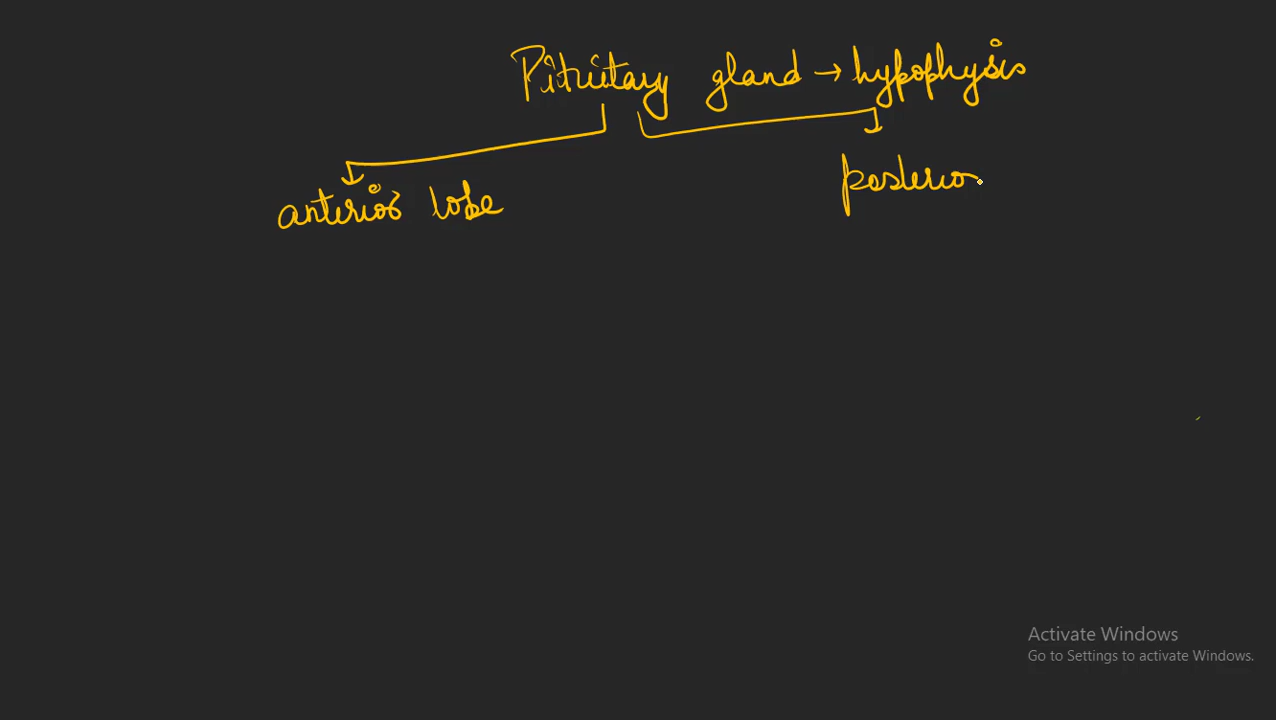 Pituitary gland → hypophysis
anterior lobe
posterio
Activate Windows
Go to Settings to activate Windows.